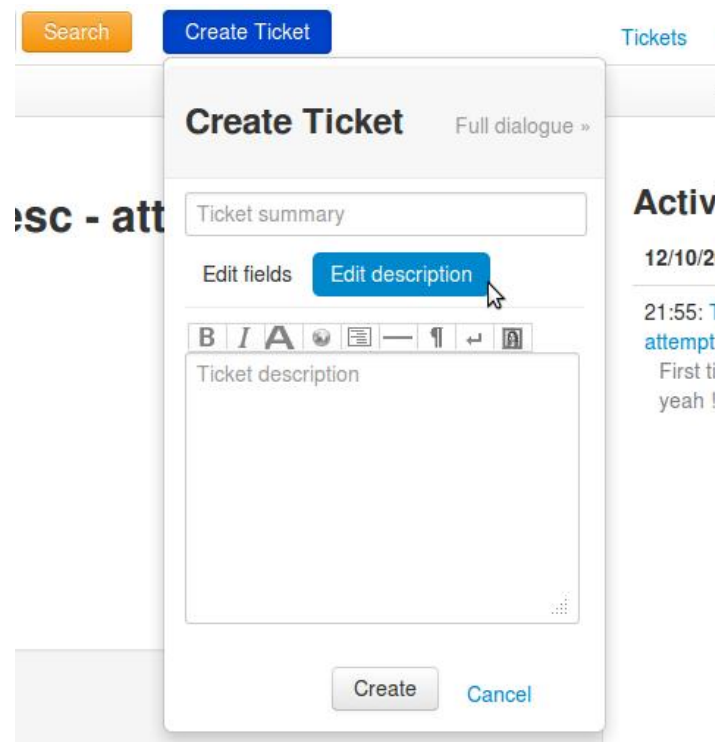 Search
Create Ticket
Tickets
Create Ticket
Full dialogue »
esc - att
Ticket summary
Activ
Edit fields
Edit description
12/10/2
21:55: T
attempt
First ti
yeah !
B I A ¶ ↵ A
Ticket description
Create
Cancel